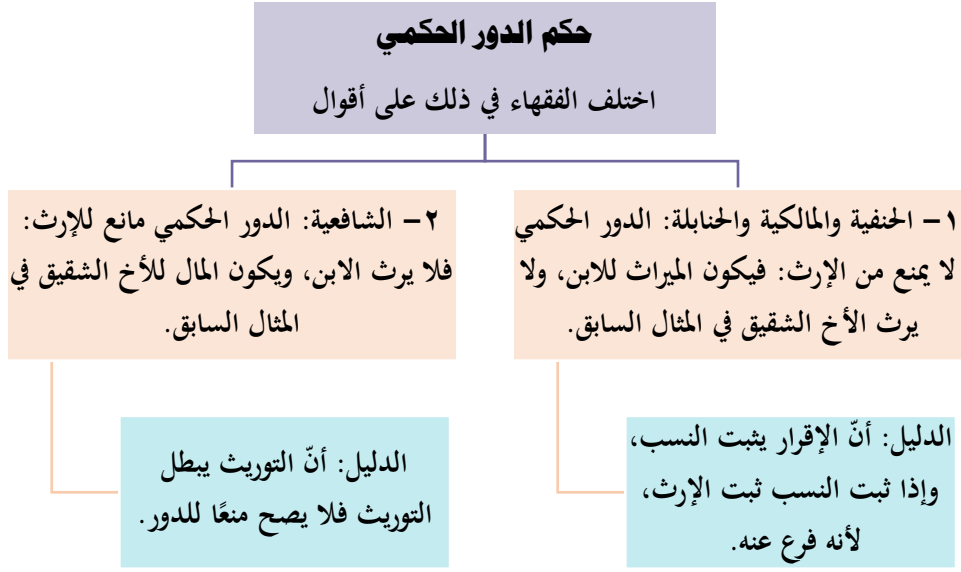 حكم الدور الحكمي
اختلف الفقهاء في ذلك على أقوال
١– الحنفية والمالكية والحنابلة: الدور الحكمي
لا يمنع من الإرث: فيكون الميراث للابن، ولا
يرث الأخ الشقيق في المثال السابق.
الدليل: أنّ الإقرار يثبت النسب،
وإذا ثبت النسب ثبت الإرث،
لأنه فرع عنه.
٢– الشافعية: الدور الحكمي مانع للإرث:
فلا يرث الابن، ويكون المال للأخ الشقيق في
المثال السابق.
الدليل: أنّ التوريث يبطل
التوريث فلا يصح منعًا للدور.